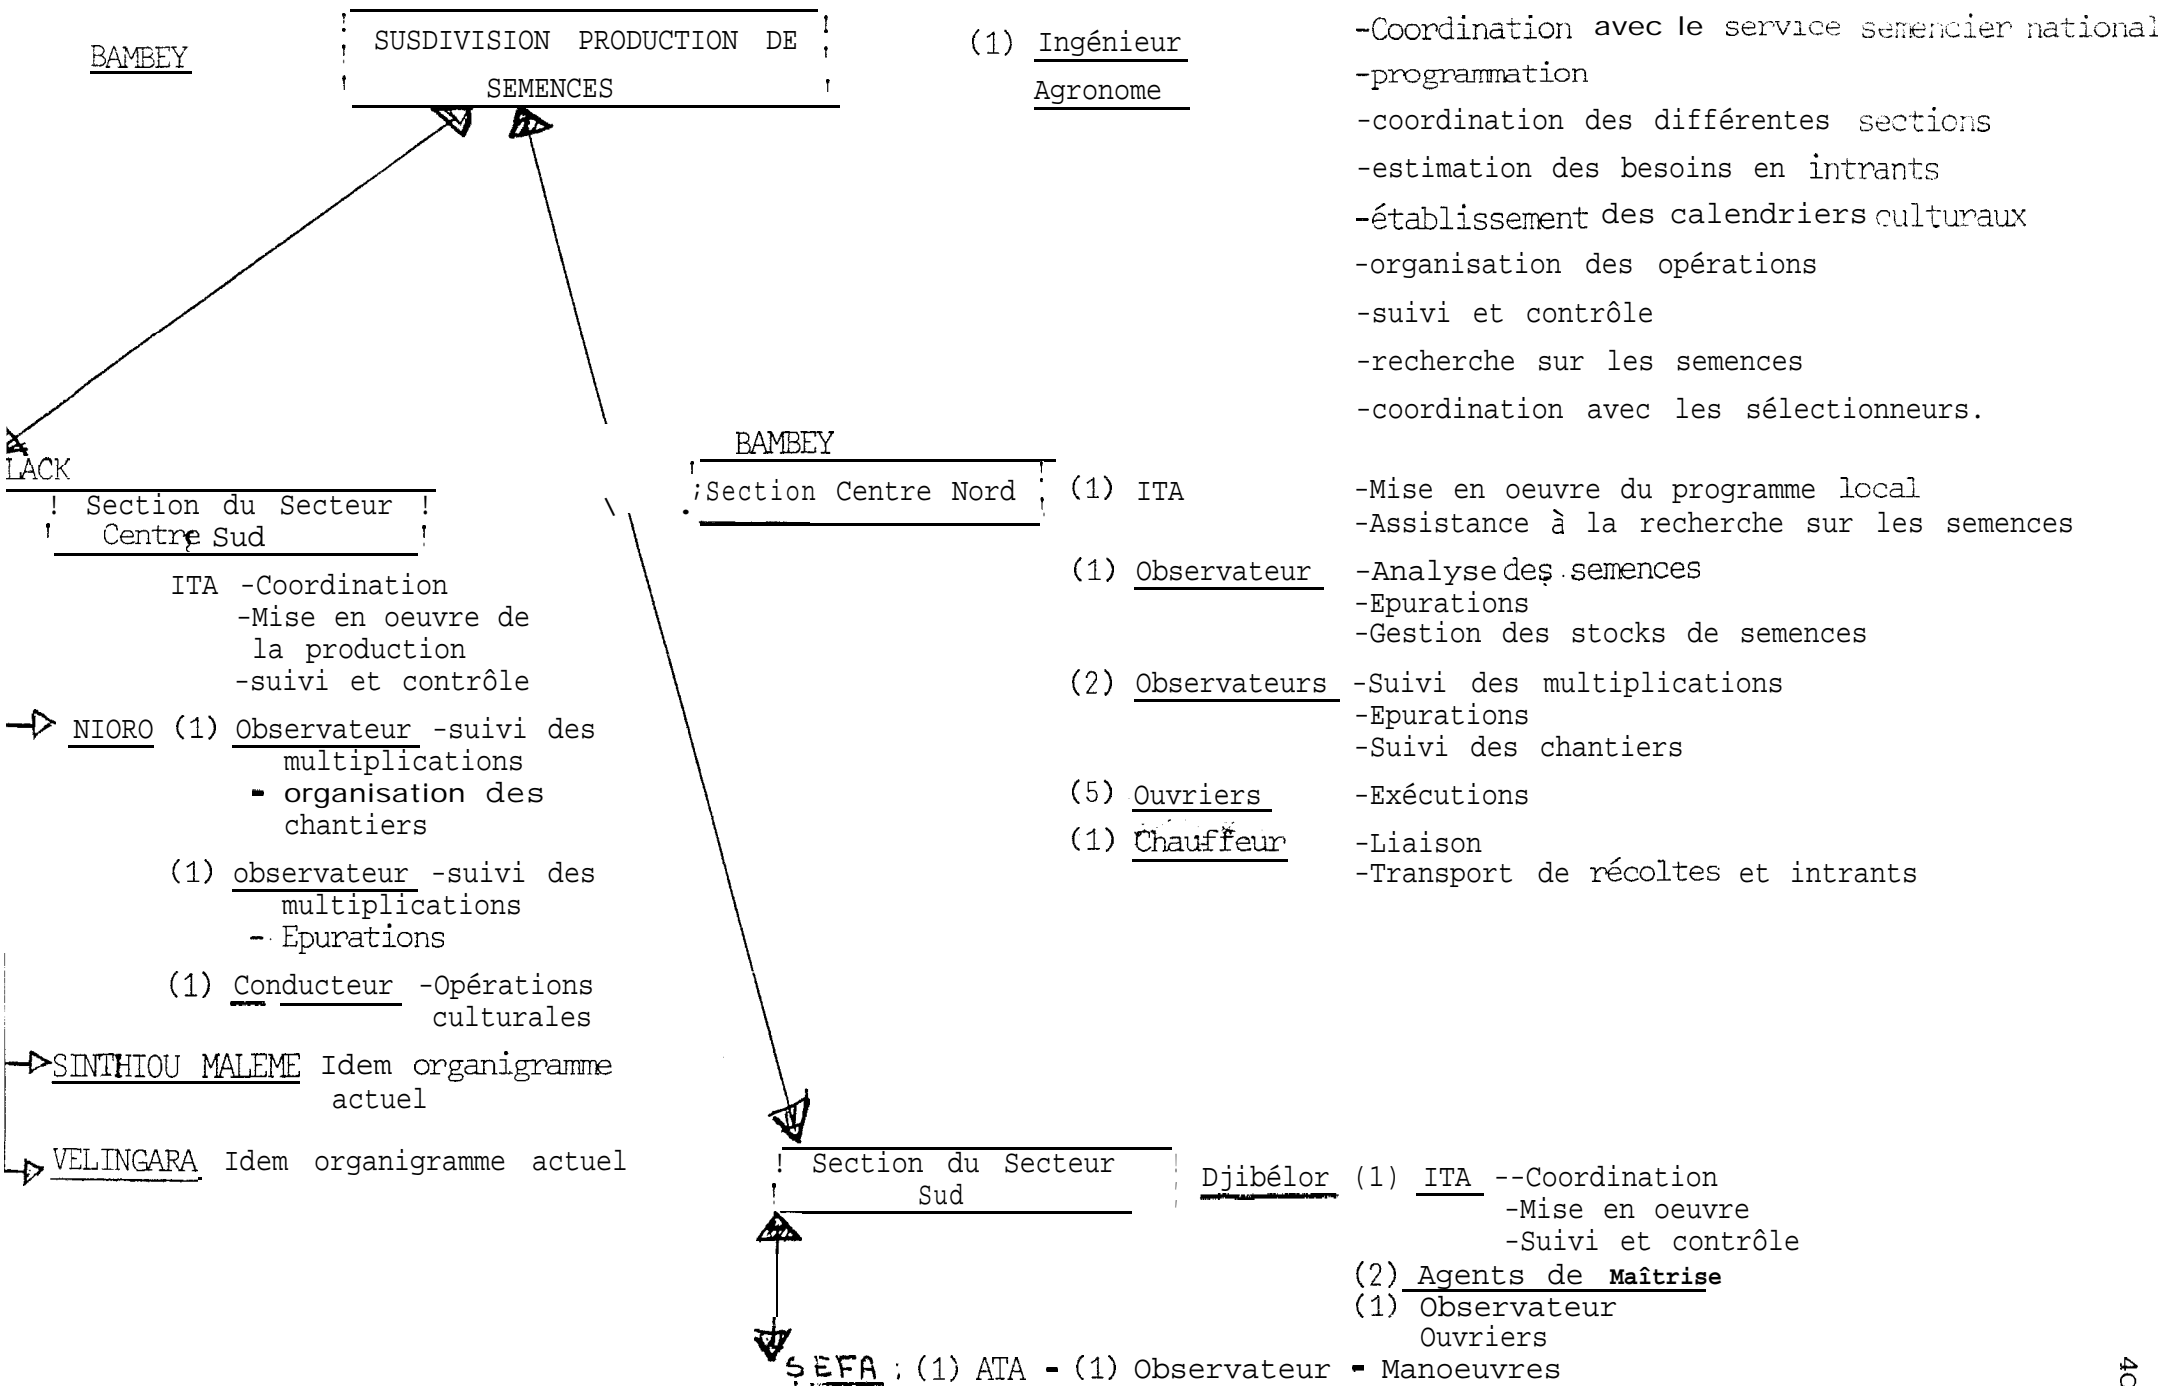 BAMBEY
SUSDIVISION PRODUCTION DE
SEMENCES
(1) Ingénieur
Agronome
-Coordination avec le service semencier national
-programmation
-coordination des différentes sections
-estimation des besoins en intrants
-établissement des calendriers culturaux
-organisation des opérations
-suivi et contrôle
-recherche sur les semences
-coordination avec les sélectionneurs.
LACK
! Section du Secteur !
! Centre Sud !
ITA -Coordination
-Mise en oeuvre de
la production
-suivi et contrôle
NIORO (1) Observateur -suivi des
multiplications
- organisation des
chantiers
(1) observateur -suivi des
multiplications
- Epurations
(1) Conducteur -Opérations
culturales
SINTHIOU MALEME Idem organigramme
actuel
VELINGARA Idem organigramme actuel
BAMBEY
Section Centre Nord
(1) ITA -Mise en oeuvre du programme local
-Assistance à la recherche sur les semences
(1) Observateur -Analyse des semences
-Epurations
-Gestion des stocks de semences
(2) Observateurs -Suivi des multiplications
-Epurations
-Suivi des chantiers
(5) Ouvriers -Exécutions
(1) Chauffeur -Liaison
-Transport de récoltes et intrants
! Section du Secteur
Sud
Djibélor (1) ITA --Coordination
-Mise en oeuvre
-Suivi et contrôle
(2) Agents de Maîtrise
(1) Observateur
Ouvriers
SEFA : (1) ATA - (1) Observateur - Manoeuvres